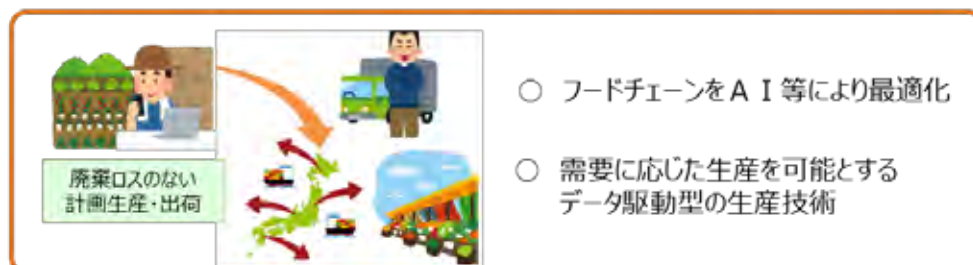 廃棄ロスのない
計画生産・出荷
○ フードチェーンをＡＩ等により最適化
○ 需要に応じた生産を可能とする
データ駆動型の生産技術